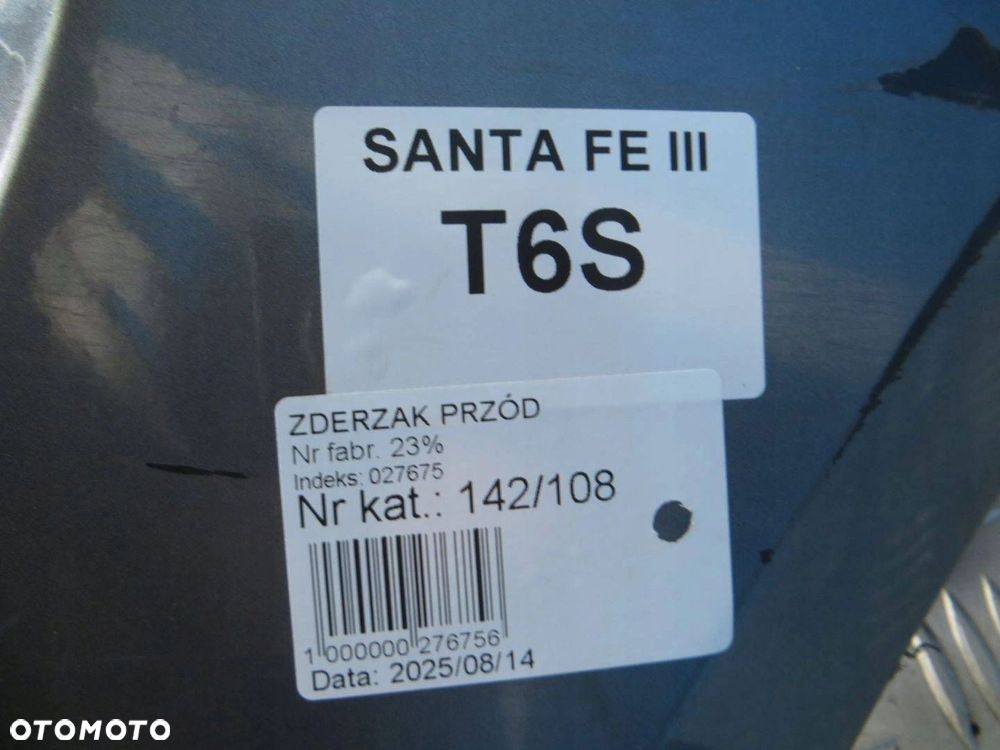 SANTA FE III
T6S
ZDERZAK PRZÓD
Nr fabr. 23%
Indeks: 027675
Nr kat.: 142/108
1 000000 276756
Data: 2025/08/14
OTOMOTO